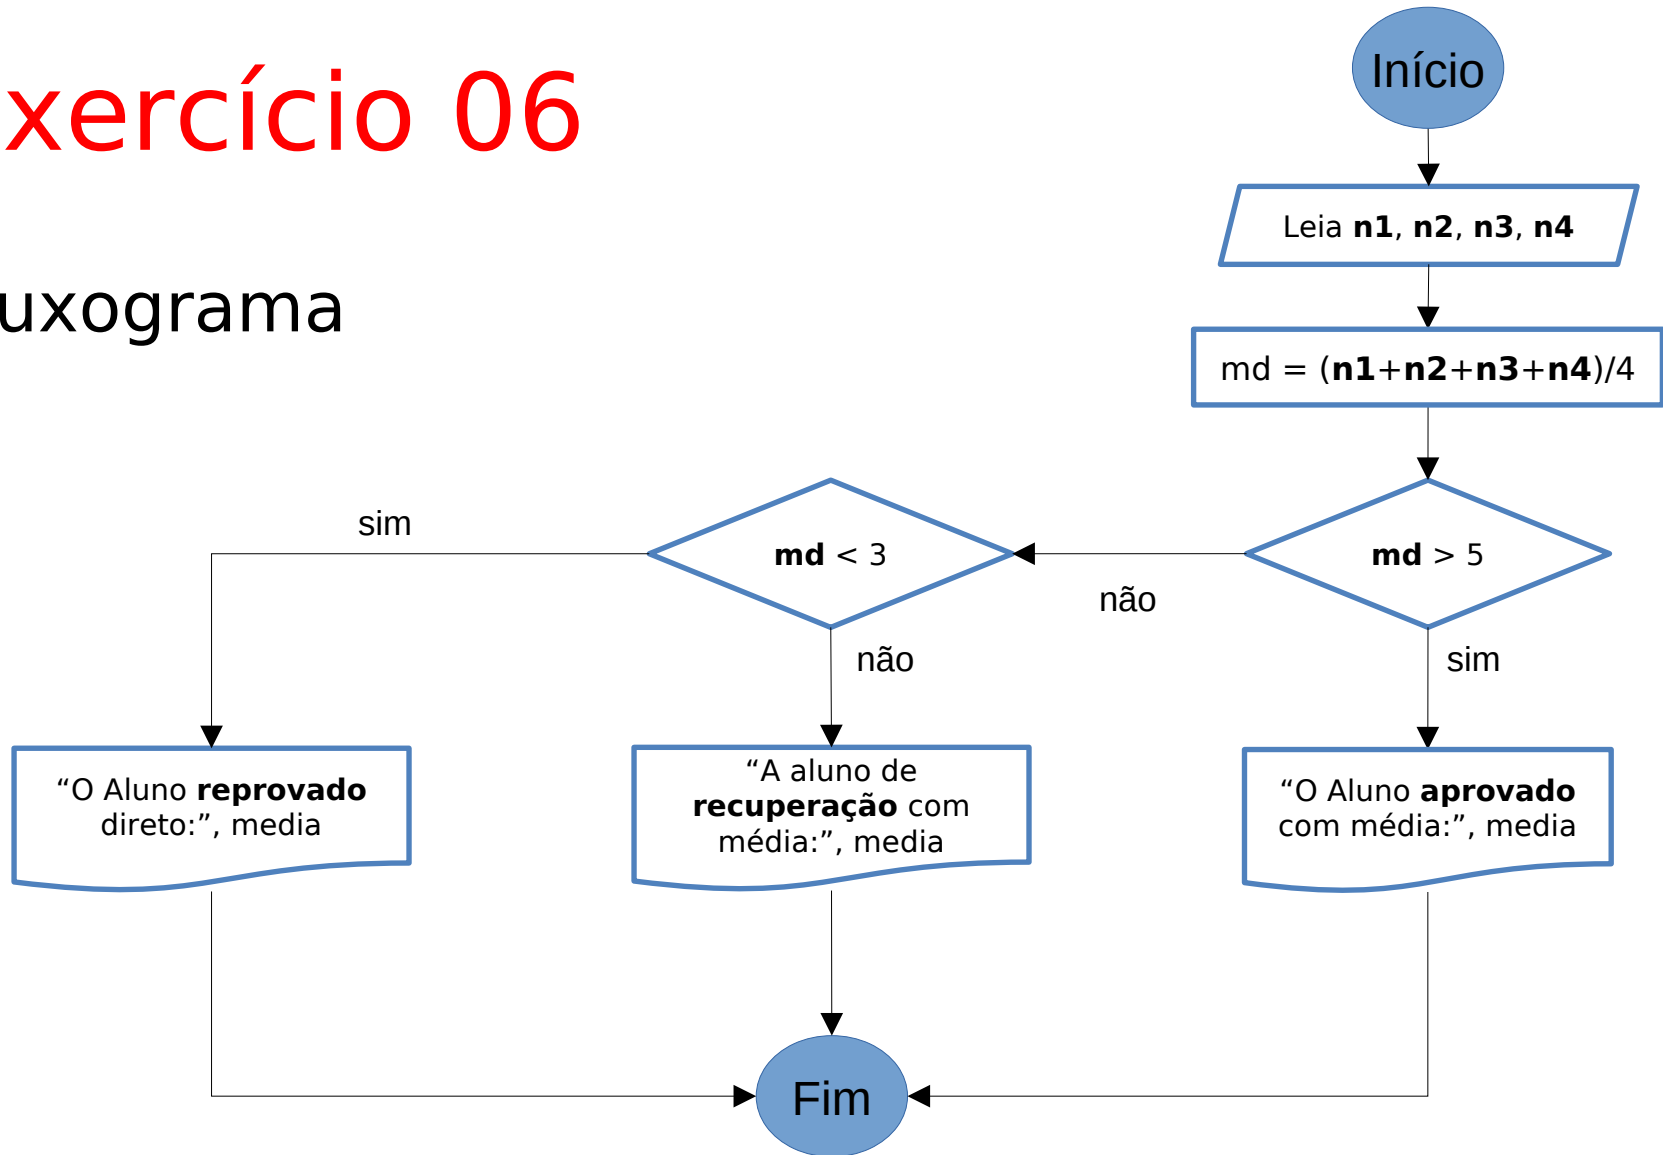 xercício 06
uxograma
Início
Leia n1, n2, n3, n4
md = (n1+n2+n3+n4)/4
md > 5
não
sim
md < 3
sim
não
“O Aluno reprovado
direto:”, media
“A aluno de
recuperação com
média:”, media
“O Aluno aprovado
com média:”, media
Fim